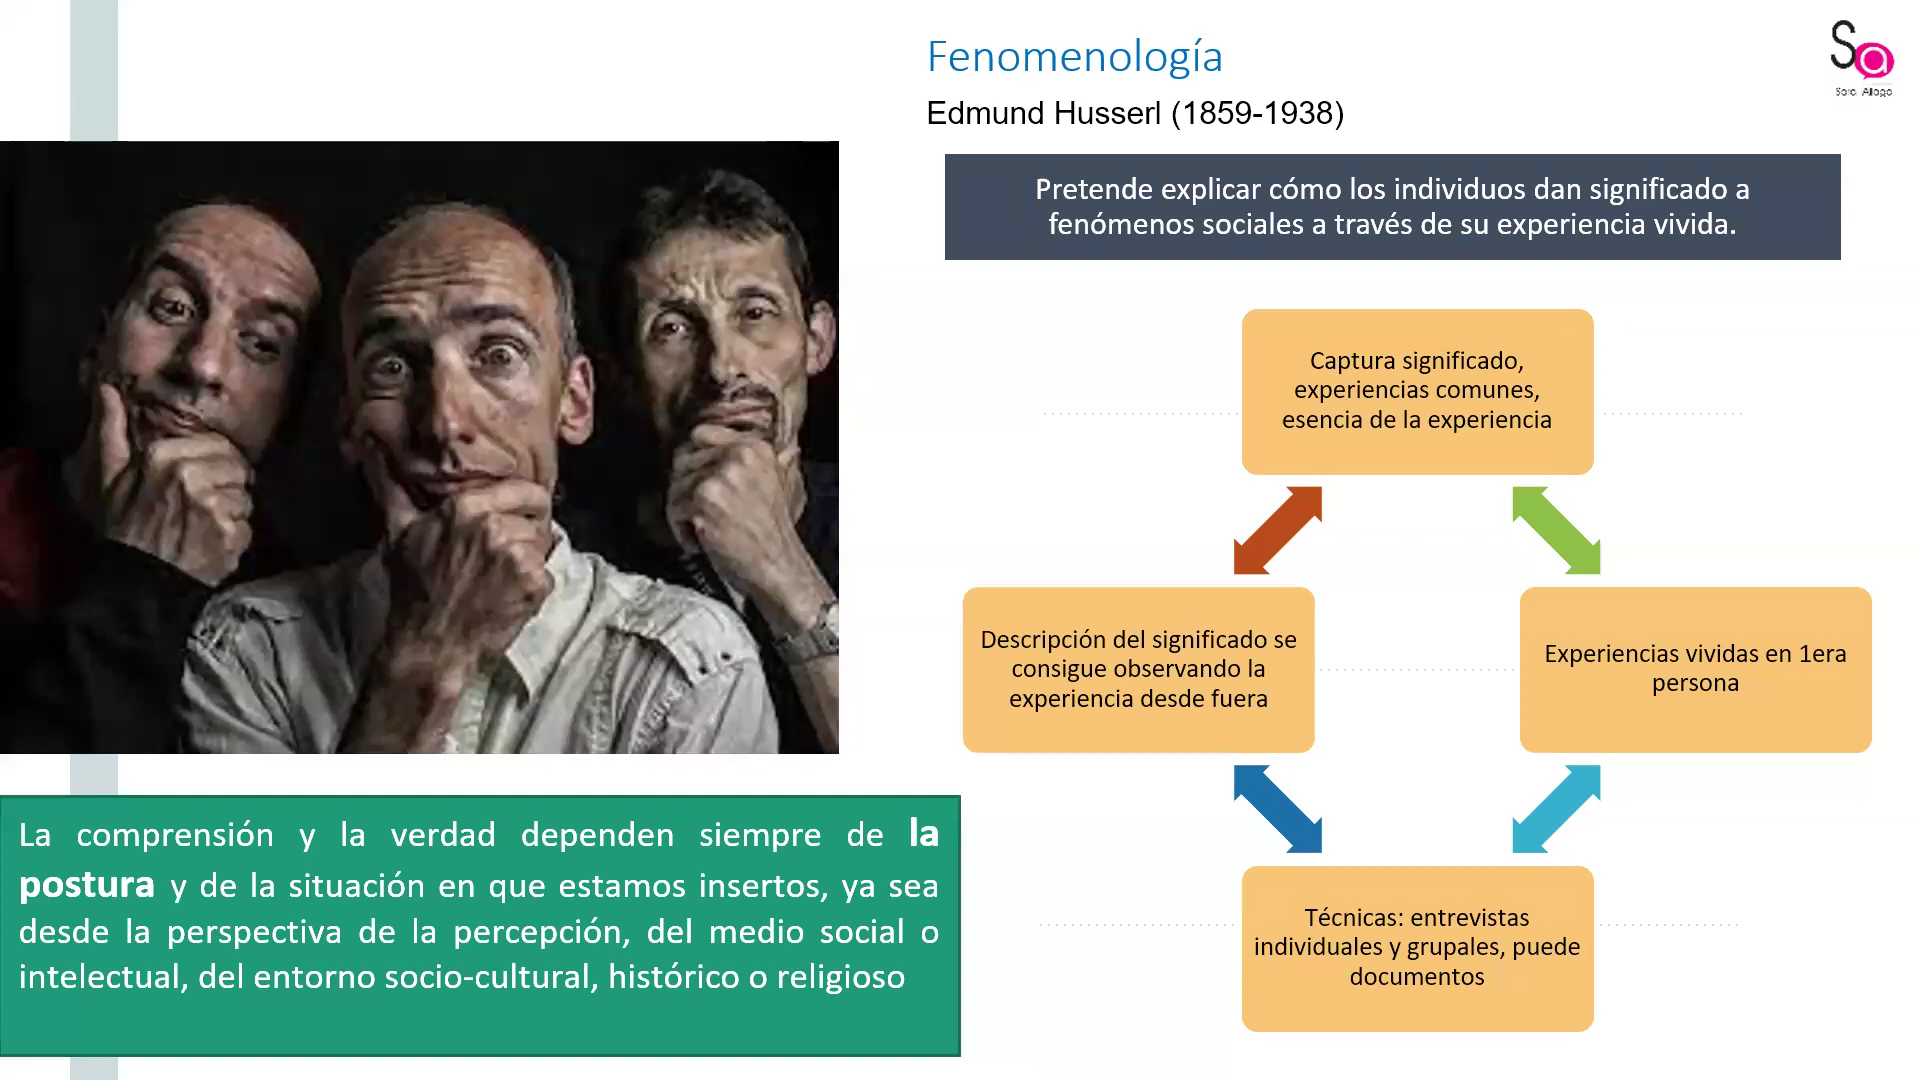 Fenomenología
Edmund Husserl (1859-1938)
Sa
Sara Aliaga
Pretende explicar cómo los individuos dan significado a
fenómenos sociales a través de su experiencia vivida.
Captura significado,
experiencias comunes,
esencia de la experiencia
Descripción del significado se
consigue observando la
experiencia desde fuera
Experiencias vividas en 1era
persona
Técnicas: entrevistas
individuales y grupales, puede
documentos
La comprensión y la verdad dependen siempre de la
postura y de la situación en que estamos insertos, ya sea
desde la perspectiva de la percepción, del medio social o
intelectual, del entorno socio-cultural, histórico o religioso